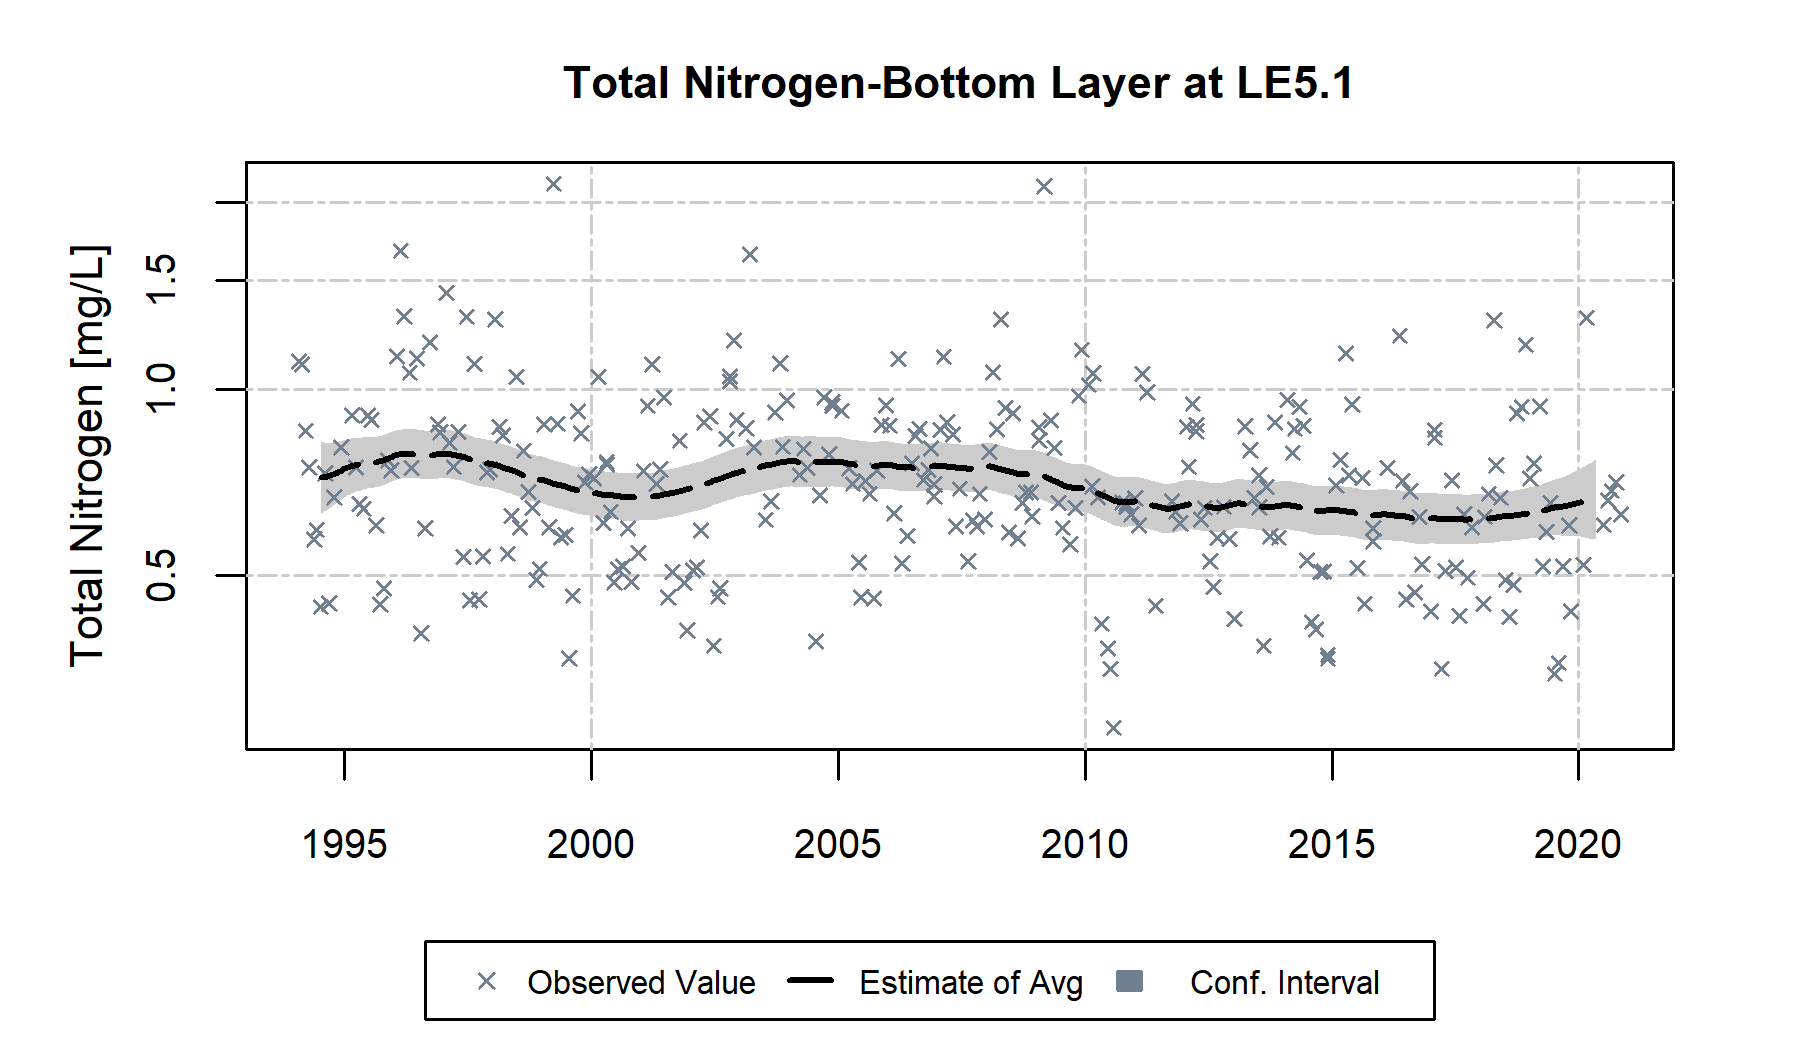 Total Nitrogen-Bottom Layer at LE5.1
Total Nitrogen [mg/L]
1.5
1.0
0.5
1995 2000 2005 2010 2015 2020
Observed Value Estimate of Avg Conf. Interval